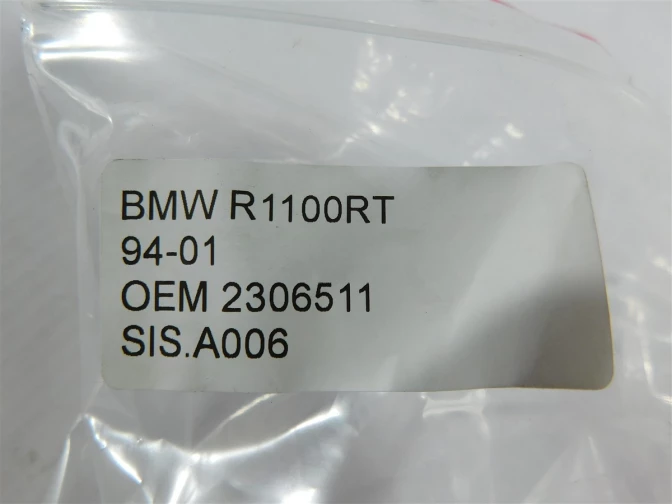 BMW R1100RT
94-01
OEM 2306511
SIS.A006